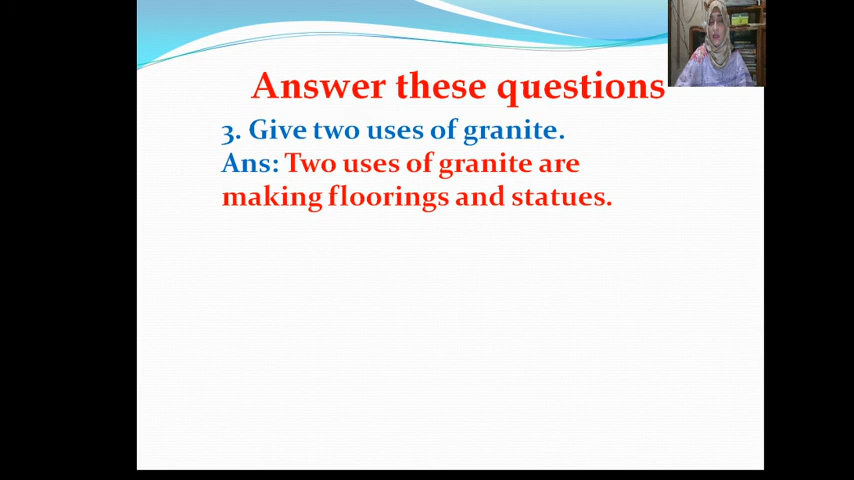 Answer these questions
3. Give two uses of granite.
Ans: Two uses of granite are
making floorings and statues.